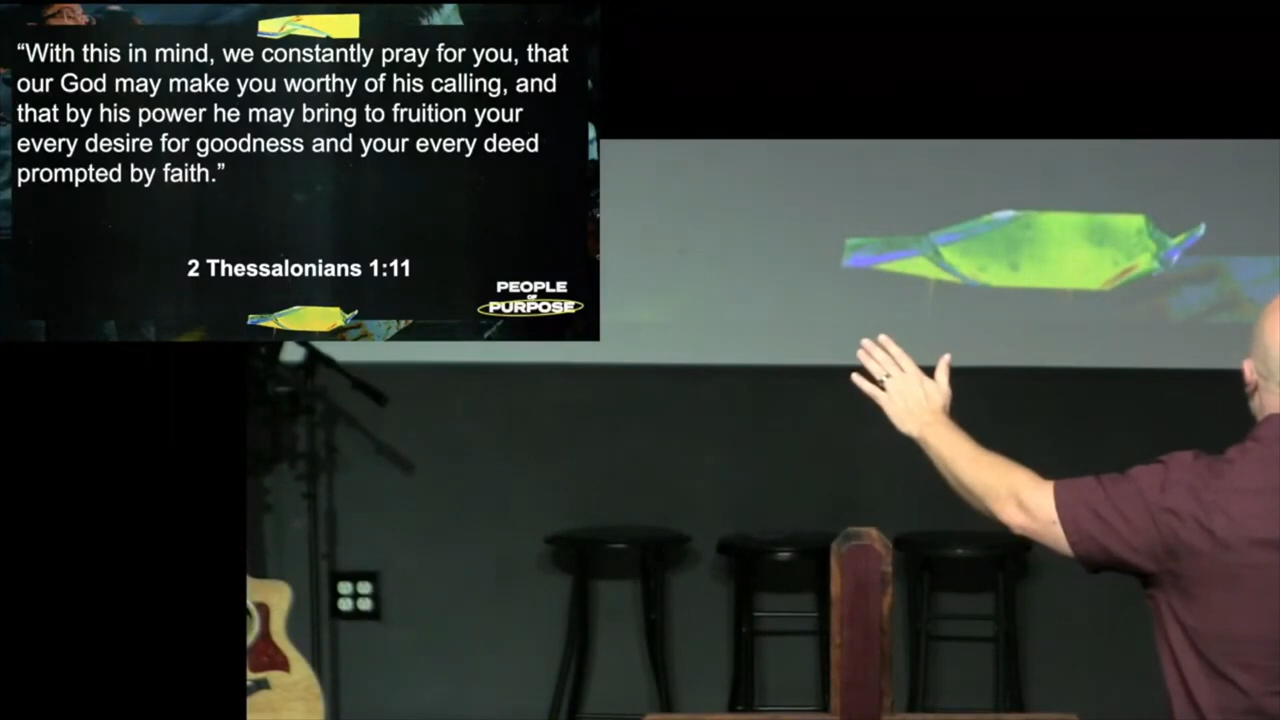 “With this in mind, we constantly pray for you, that
our God may make you worthy of his calling, and
that by his power he may bring to fruition your
every desire for goodness and your every deed
prompted by faith.”
2 Thessalonians 1:11
PEOPLE
OF
PURPOSE